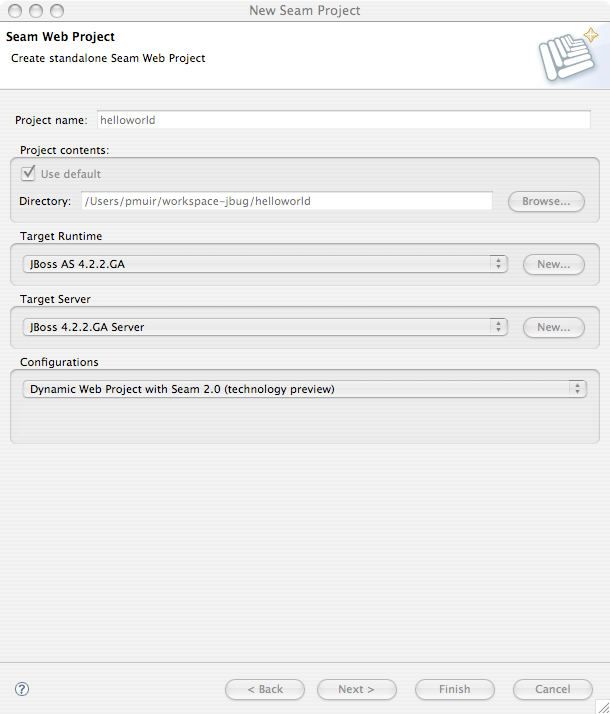 New Seam Project
Seam Web Project
Create standalone Seam Web Project
Project name: helloworld
Project contents:
Use default
Directory: /Users/pmuir/workspace-jbug/helloworld Browse...
Target Runtime
JBoss AS 4.2.2.GA New...
Target Server
JBoss 4.2.2.GA Server New...
Configurations
Dynamic Web Project with Seam 2.0 (technology preview)
? < Back Next > Finish Cancel